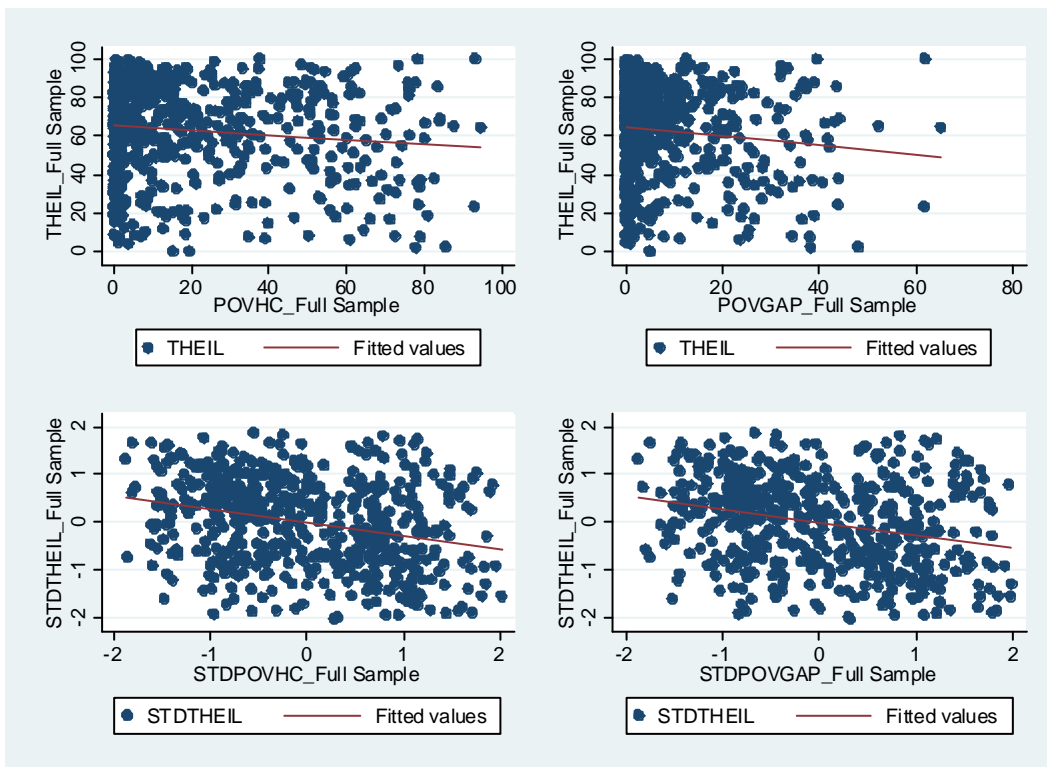 THEIL_Full Sample
0 20 40 60 80 100
0 20 40 60 80 100
POVHC_Full Sample
THEIL Fitted values
THEIL_Full Sample
0 20 40 60 80 100
0 20 40 60 80
POVGAP_Full Sample
THEIL Fitted values
STDTHEIL_Full Sample
-2 -1 0 1 2
-2 -1 0 1 2
STDPOVHC_Full Sample
STDTHEIL Fitted values
STDTHEIL_Full Sample
-2 -1 0 1 2
-2 -1 0 1 2
STDPOVGAP_Full Sample
STDTHEIL Fitted values